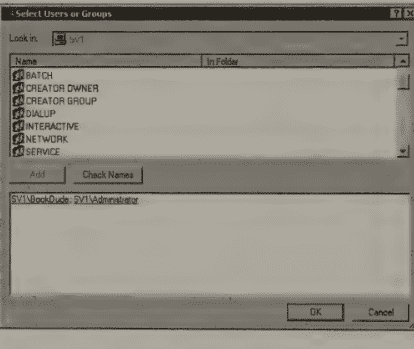 Select Users or Groups
Look in: SV1
Name In Folder
BATCH
CREATOR OWNER
CREATOR GROUP
DIALUP
INTERACTIVE
NETWORK
SERVICE
Add Check Names
SV1\BookDude; SV1\Administrator
OK Cancel